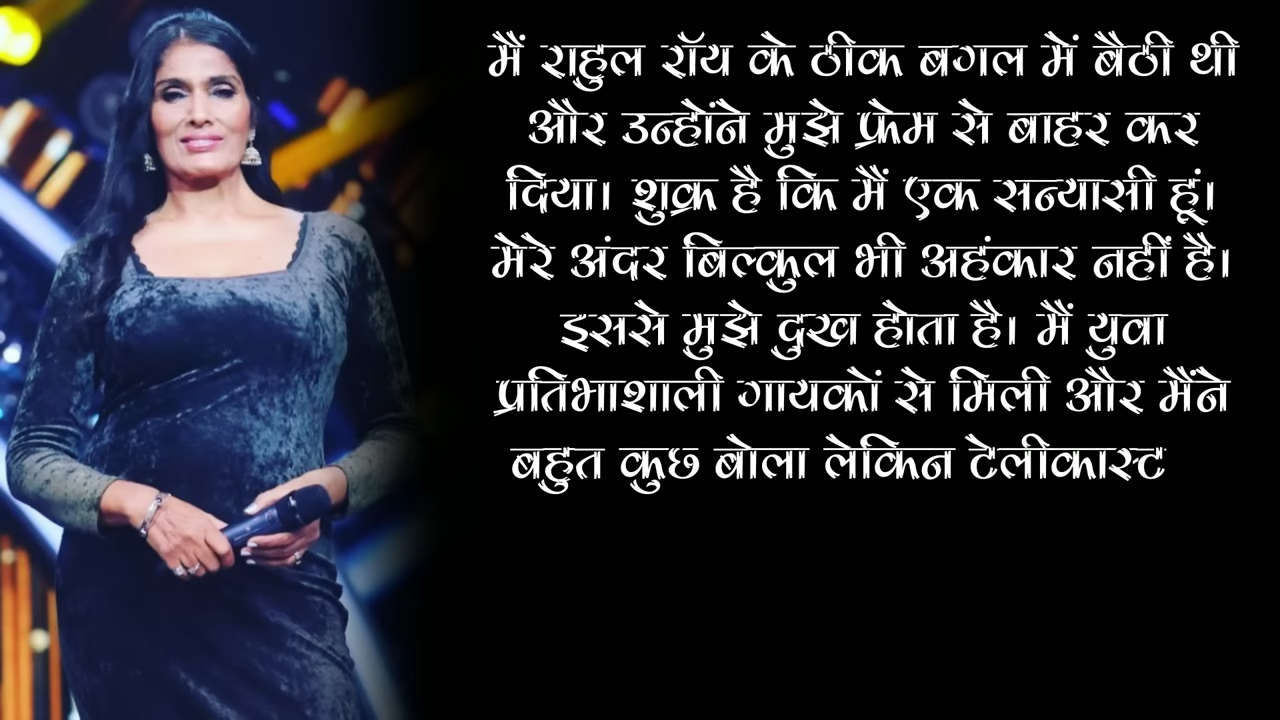 मैं राहुल रॉय के ठीक बगल में बैठी थी
और उन्होंने मुझे फ्रेम से बाहर कर
दिया। शुक्र है कि मैं एक सन्यासी हूं।
मेरे अंदर बिल्कुल भी अहंकार नहीं है।
इससे मुझे दुख होता है। मैं युवा
प्रतिभाशाली गायकों से मिली और मैंने
बहुत कुछ बोला लेकिन टेलीकास्ट